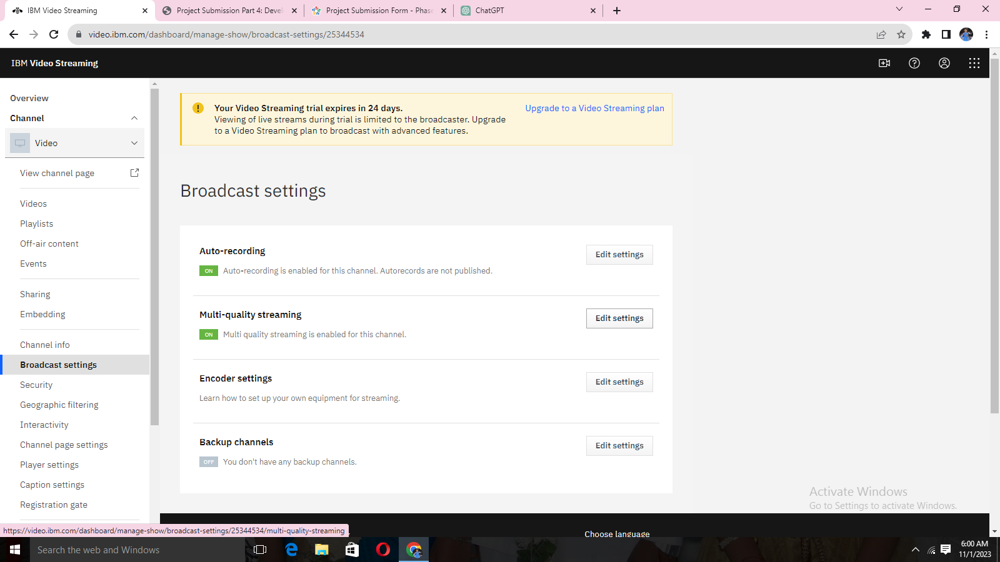 IBM Video Streaming
Project Submission Part 4: Devel
Project Submission Form - Phase
ChatGPT
video.ibm.com/dashboard/manage-show/broadcast-settings/25344534
IBM Video Streaming
Overview
Channel
Video
View channel page
Videos
Playlists
Off-air content
Events
Sharing
Embedding
Channel info
Broadcast settings
Security
Geographic filtering
Interactivity
Channel page settings
Player settings
Caption settings
Registration gate
Your Video Streaming trial expires in 24 days.
Upgrade to a Video Streaming plan
Viewing of live streams during trial is limited to the broadcaster. Upgrade
to a Video Streaming plan to broadcast with advanced features.
Broadcast settings
Auto-recording
Edit settings
ON Auto-recording is enabled for this channel. Autorecords are not published.
Multi-quality streaming
Edit settings
ON Multi quality streaming is enabled for this channel.
Encoder settings
Edit settings
Learn how to set up your own equipment for streaming.
Backup channels
Edit settings
OFF You don't have any backup channels.
Activate Windows
Go to Settings to activate Windows.
https://video.ibm.com/dashboard/manage-show/broadcast-settings/25344534/multi-quality-streaming
Choose language
Search the web and Windows
6:00 AM
11/1/2023